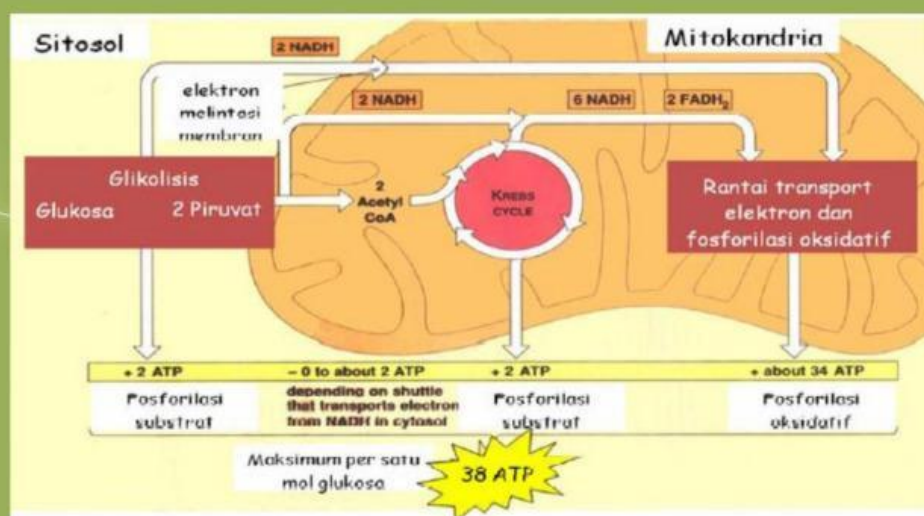 Sitosol
2 NADH
Mitokondria
elektron
melintasi
membran
2 NADH
6 NADH
2 FADH₂
Glikolisis
Glukosa 2 Piruvat
2
Acetyl
CoA
KREBS
CYCLE
Rantai transport
elektron dan
fosforilasi oksidatif
+ 2 ATP
– 0 to about 2 ATP
+ 2 ATP
+ about 34 ATP
Posforilasi
substrat
depending on shuttle
that transports electron
from NADH in cytosol
Posforilasi
substrat
Posforilasi
oksidatif
Maksimum per satu
mol glukosa
38 ATP